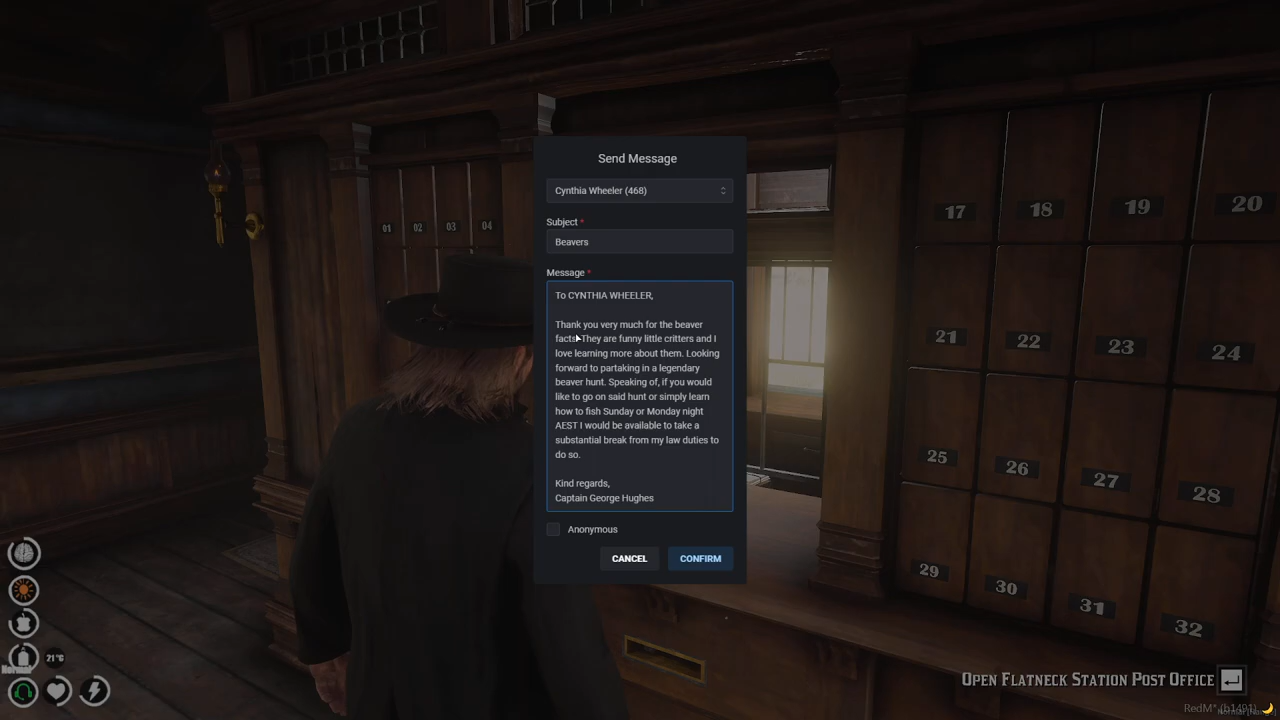 Send Message
Cynthia Wheeler (468)
Subject *
Beavers
Message *
To CYNTHIA WHEELER,
Thank you very much for the beaver
facts. They are funny little critters and I
love learning more about them. Looking
forward to partaking in a legendary
beaver hunt. Speaking of, if you would
like to go on said hunt or simply learn
how to fish Sunday or Monday night
AEST I would be available to take a
substantial break from my law duties to
do so.
Kind regards,
Captain George Hughes
Anonymous
CANCEL CONFIRM
01 02 03 04
17 18 19 20
21 22 23 24
25 26 27 28
29 30 31 32
21°C
OPEN FLATNECK STATION POST OFFICE
RedM* (b1491)